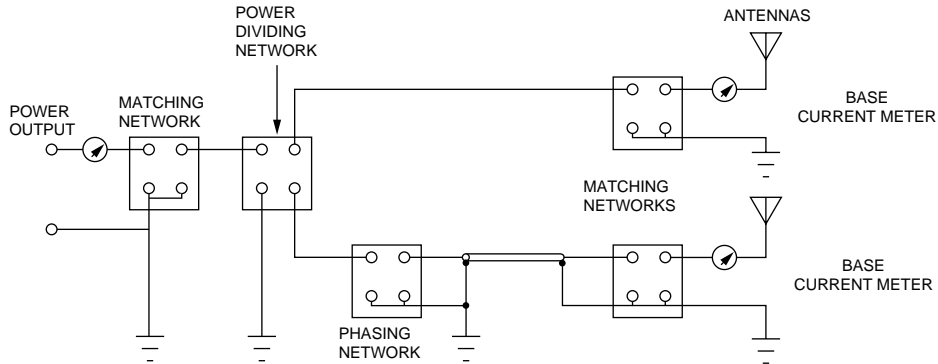 POWER
DIVIDING
NETWORK
ANTENNAS
POWER
OUTPUT
MATCHING
NETWORK
BASE
CURRENT METER
MATCHING
NETWORKS
BASE
CURRENT METER
PHASING
NETWORK